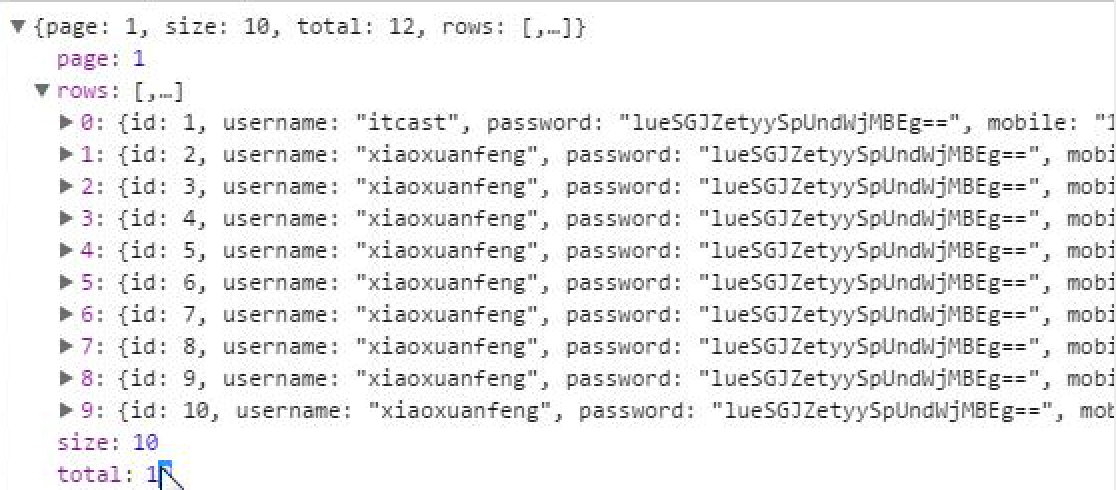 ▼{page: 1, size: 10, total: 12, rows: [,…]}
page: 1
▼rows: [,…]
▶0: {id: 1, username: "itcast", password: "lueSGJZetyySpUndWjMBEg==", mobile: "1
▶1: {id: 2, username: "xiaoxuanfeng", password: "lueSGJZetyySpUndWjMBEg==", mobi
▶2: {id: 3, username: "xiaoxuanfeng", password: "lueSGJZetyySpUndWjMBEg==", mobi
▶3: {id: 4, username: "xiaoxuanfeng", password: "lueSGJZetyySpUndWjMBEg==", mobi
▶4: {id: 5, username: "xiaoxuanfeng", password: "lueSGJZetyySpUndWjMBEg==", mobi
▶5: {id: 6, username: "xiaoxuanfeng", password: "lueSGJZetyySpUndWjMBEg==", mobi
▶6: {id: 7, username: "xiaoxuanfeng", password: "lueSGJZetyySpUndWjMBEg==", mobi
▶7: {id: 8, username: "xiaoxuanfeng", password: "lueSGJZetyySpUndWjMBEg==", mobi
▶8: {id: 9, username: "xiaoxuanfeng", password: "lueSGJZetyySpUndWjMBEg==", mobi
▶9: {id: 10, username: "xiaoxuanfeng", password: "lueSGJZetyySpUndWjMBEg==", mob
size: 10
total: